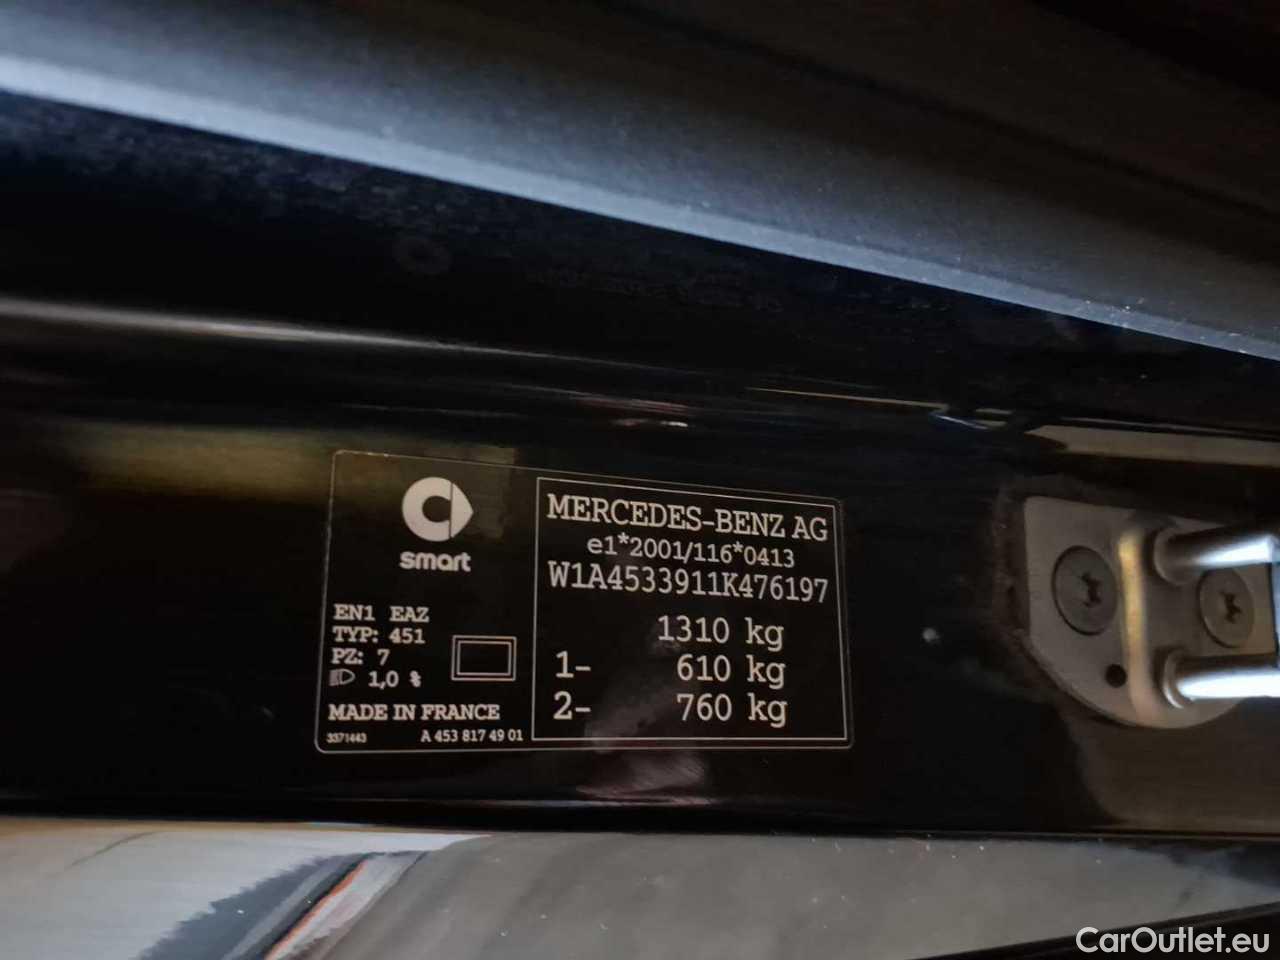 smart
EN1 EAZ
TYP: 451
PZ: 7
1,0 %
MADE IN FRANCE
3371443 A 453 817 49 01
MERCEDES-BENZ AG
e1*2001/116*0413
W1A4533911K476197
1310 kg
1- 610 kg
2- 760 kg
CarOutlet.eu